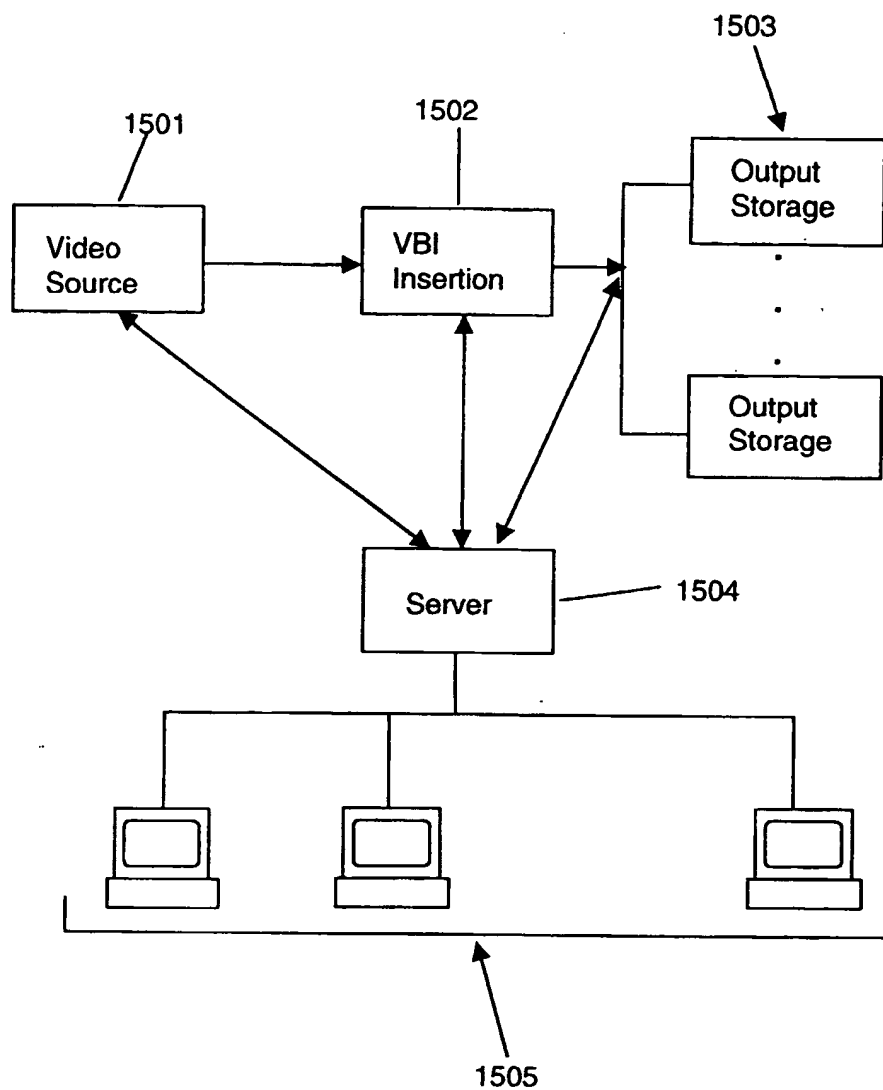 1503
1501
1502
Video
Source
VBI
Insertion
Output
Storage
Output
Storage
Server
1504
1505